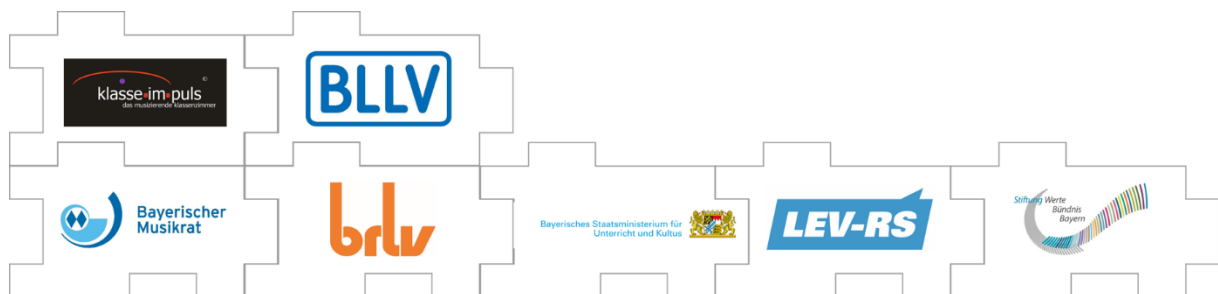 klasse·im·puls
©
das musizierende klassenzimmer
BLLV
Bayerischer
Musikrat
brlv
Bayerisches Staatsministerium für
Unterricht und Kultus
LEV-RS
Stiftung Werte
Bündnis
Bayern